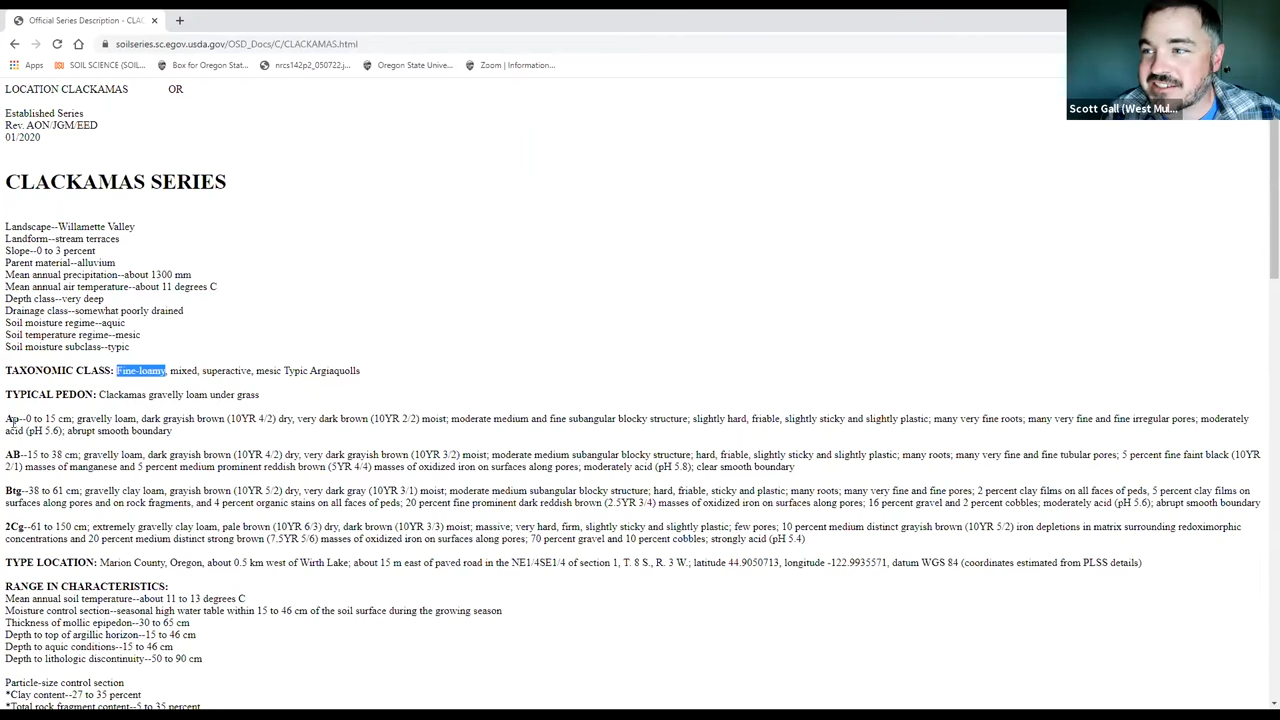 Official Series Description - CLA
soilseries.sc.egov.usda.gov/OSD_Docs/C/CLACKAMAS.html
Apps SOIL SCIENCE (SOIL... Box for Oregon Stat... nrcs142p2_050722.j... Oregon State Unive... Zoom | Information...
Scott Gall (West Mul...
LOCATION CLACKAMAS OR
Established Series
Rev. AON/JGM/EED
01/2020
CLACKAMAS SERIES
Landscape--Willamette Valley
Landform--stream terraces
Slope--0 to 3 percent
Parent material--alluvium
Mean annual precipitation--about 1300 mm
Mean annual air temperature--about 11 degrees C
Depth class--very deep
Drainage class--somewhat poorly drained
Soil moisture regime--aquic
Soil temperature regime--mesic
Soil moisture subclass--typic
TAXONOMIC CLASS: Fine-loamy, mixed, superactive, mesic Typic Argiaquolls
TYPICAL PEDON: Clackamas gravelly loam under grass
Ap--0 to 15 cm; gravelly loam, dark grayish brown (10YR 4/2) dry, very dark brown (10YR 2/2) moist; moderate medium and fine subangular blocky structure; slightly hard, friable, slightly sticky and slightly plastic; many very fine roots; many very fine and fine irregular pores; moderately
acid (pH 5.6); abrupt smooth boundary
AB--15 to 38 cm; gravelly loam, dark grayish brown (10YR 4/2) dry, very dark grayish brown (10YR 3/2) moist; moderate medium subangular blocky structure; hard, friable, slightly sticky and slightly plastic; many roots; many very fine and fine tubular pores; 5 percent fine faint black (10YR
2/1) masses of manganese and 5 percent medium prominent reddish brown (5YR 4/4) masses of oxidized iron on surfaces along pores; moderately acid (pH 5.8); clear smooth boundary
Btg--38 to 61 cm; gravelly clay loam, grayish brown (10YR 5/2) dry, very dark gray (10YR 3/1) moist; moderate medium subangular blocky structure; hard, friable, sticky and plastic; many roots; many very fine and fine pores; 2 percent clay films on all faces of peds, 5 percent clay films on
surfaces along pores and on rock fragments, and 4 percent organic stains on all faces of peds; 20 percent fine prominent dark reddish brown (2.5YR 3/4) masses of oxidized iron on surfaces along pores; 16 percent gravel and 2 percent cobbles; moderately acid (pH 5.6); abrupt smooth boundary
2Cg--61 to 150 cm; extremely gravelly clay loam, pale brown (10YR 6/3) dry, dark brown (10YR 3/3) moist; massive; very hard, firm, slightly sticky and slightly plastic; few pores; 10 percent medium distinct grayish brown (10YR 5/2) iron depletions in matrix surrounding redoximorphic
concentrations and 20 percent medium distinct strong brown (7.5YR 5/6) masses of oxidized iron on surfaces along pores; 70 percent gravel and 10 percent cobbles; strongly acid (pH 5.4)
TYPE LOCATION: Marion County, Oregon, about 0.5 km west of Wirth Lake; about 15 m east of paved road in the NE1/4SE1/4 of section 1, T. 8 S., R. 3 W.; latitude 44.9050713, longitude -122.9935571, datum WGS 84 (coordinates estimated from PLSS details)
RANGE IN CHARACTERISTICS:
Mean annual soil temperature--about 11 to 13 degrees C
Moisture control section--seasonal high water table within 15 to 46 cm of the soil surface during the growing season
Thickness of mollic epipedon--30 to 65 cm
Depth to top of argillic horizon--15 to 46 cm
Depth to aquic conditions--15 to 46 cm
Depth to lithologic discontinuity--50 to 90 cm
Particle-size control section
*Clay content--27 to 35 percent
*Total rock fragment content--5 to 35 percent